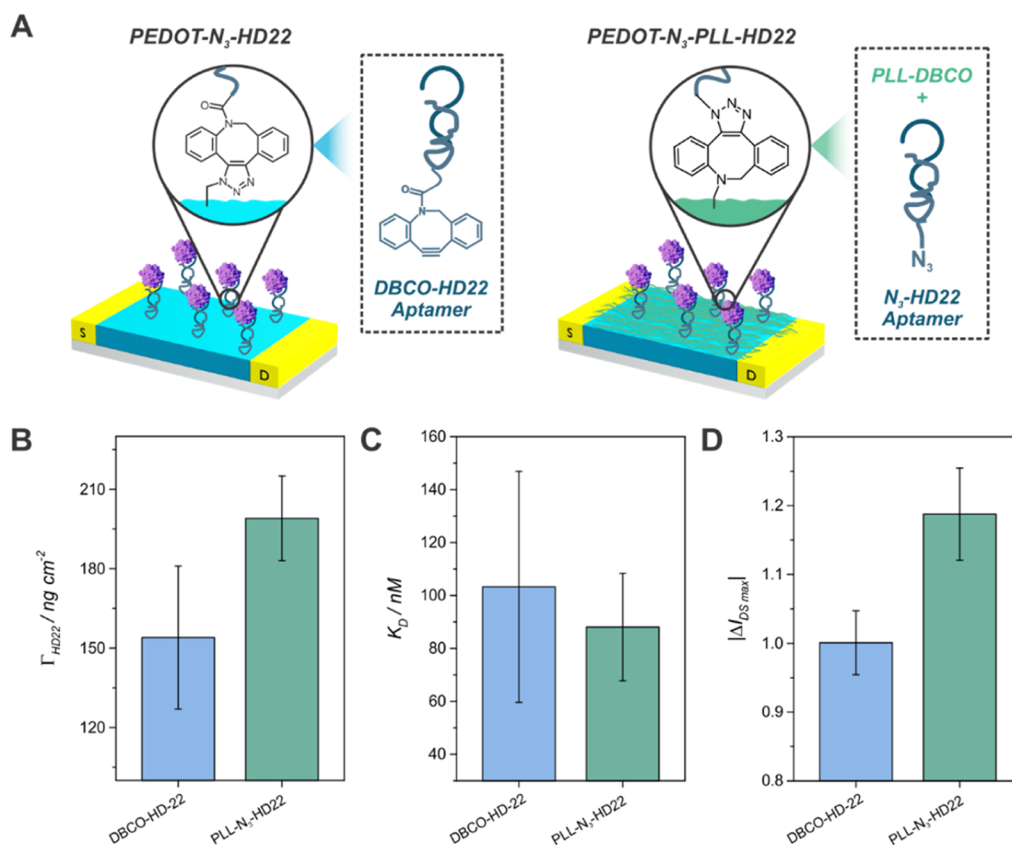 A
PEDOT-N₃-HD22
PEDOT-N₃-PLL-HD22
O
N
N
N
N
O
N
DBCO-HD22
Aptamer
S
D
N
N
N
N
PLL-DBCO
+
N₃
N₃-HD22
Aptamer
S
D
B
Γ_HD22 / ng cm⁻²
210
180
150
120
DBCO-HD-22
PLL-N₃-HD22
C
K_D / nM
160
140
120
100
80
60
40
DBCO-HD-22
PLL-N₃-HD22
D
|ΔI_DS max|
1.3
1.2
1.1
1.0
0.9
0.8
DBCO-HD-22
PLL-N₃-HD22